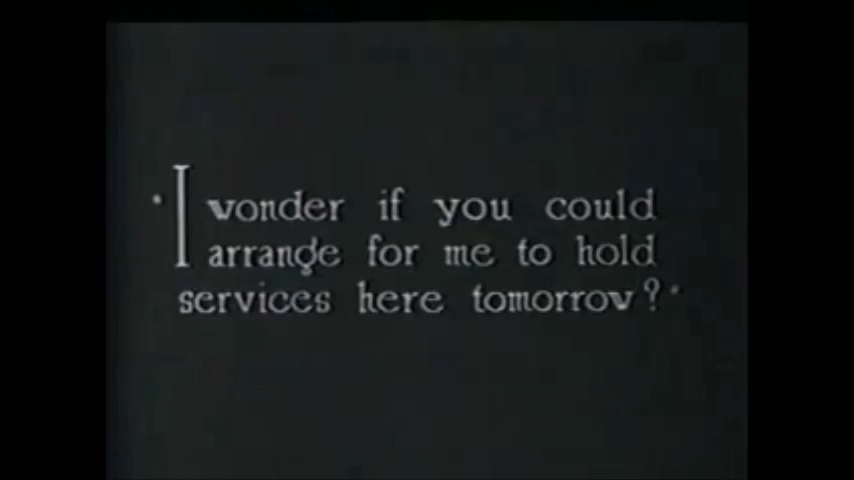 "I wonder if you could
arrange for me to hold
services here tomorrow?"